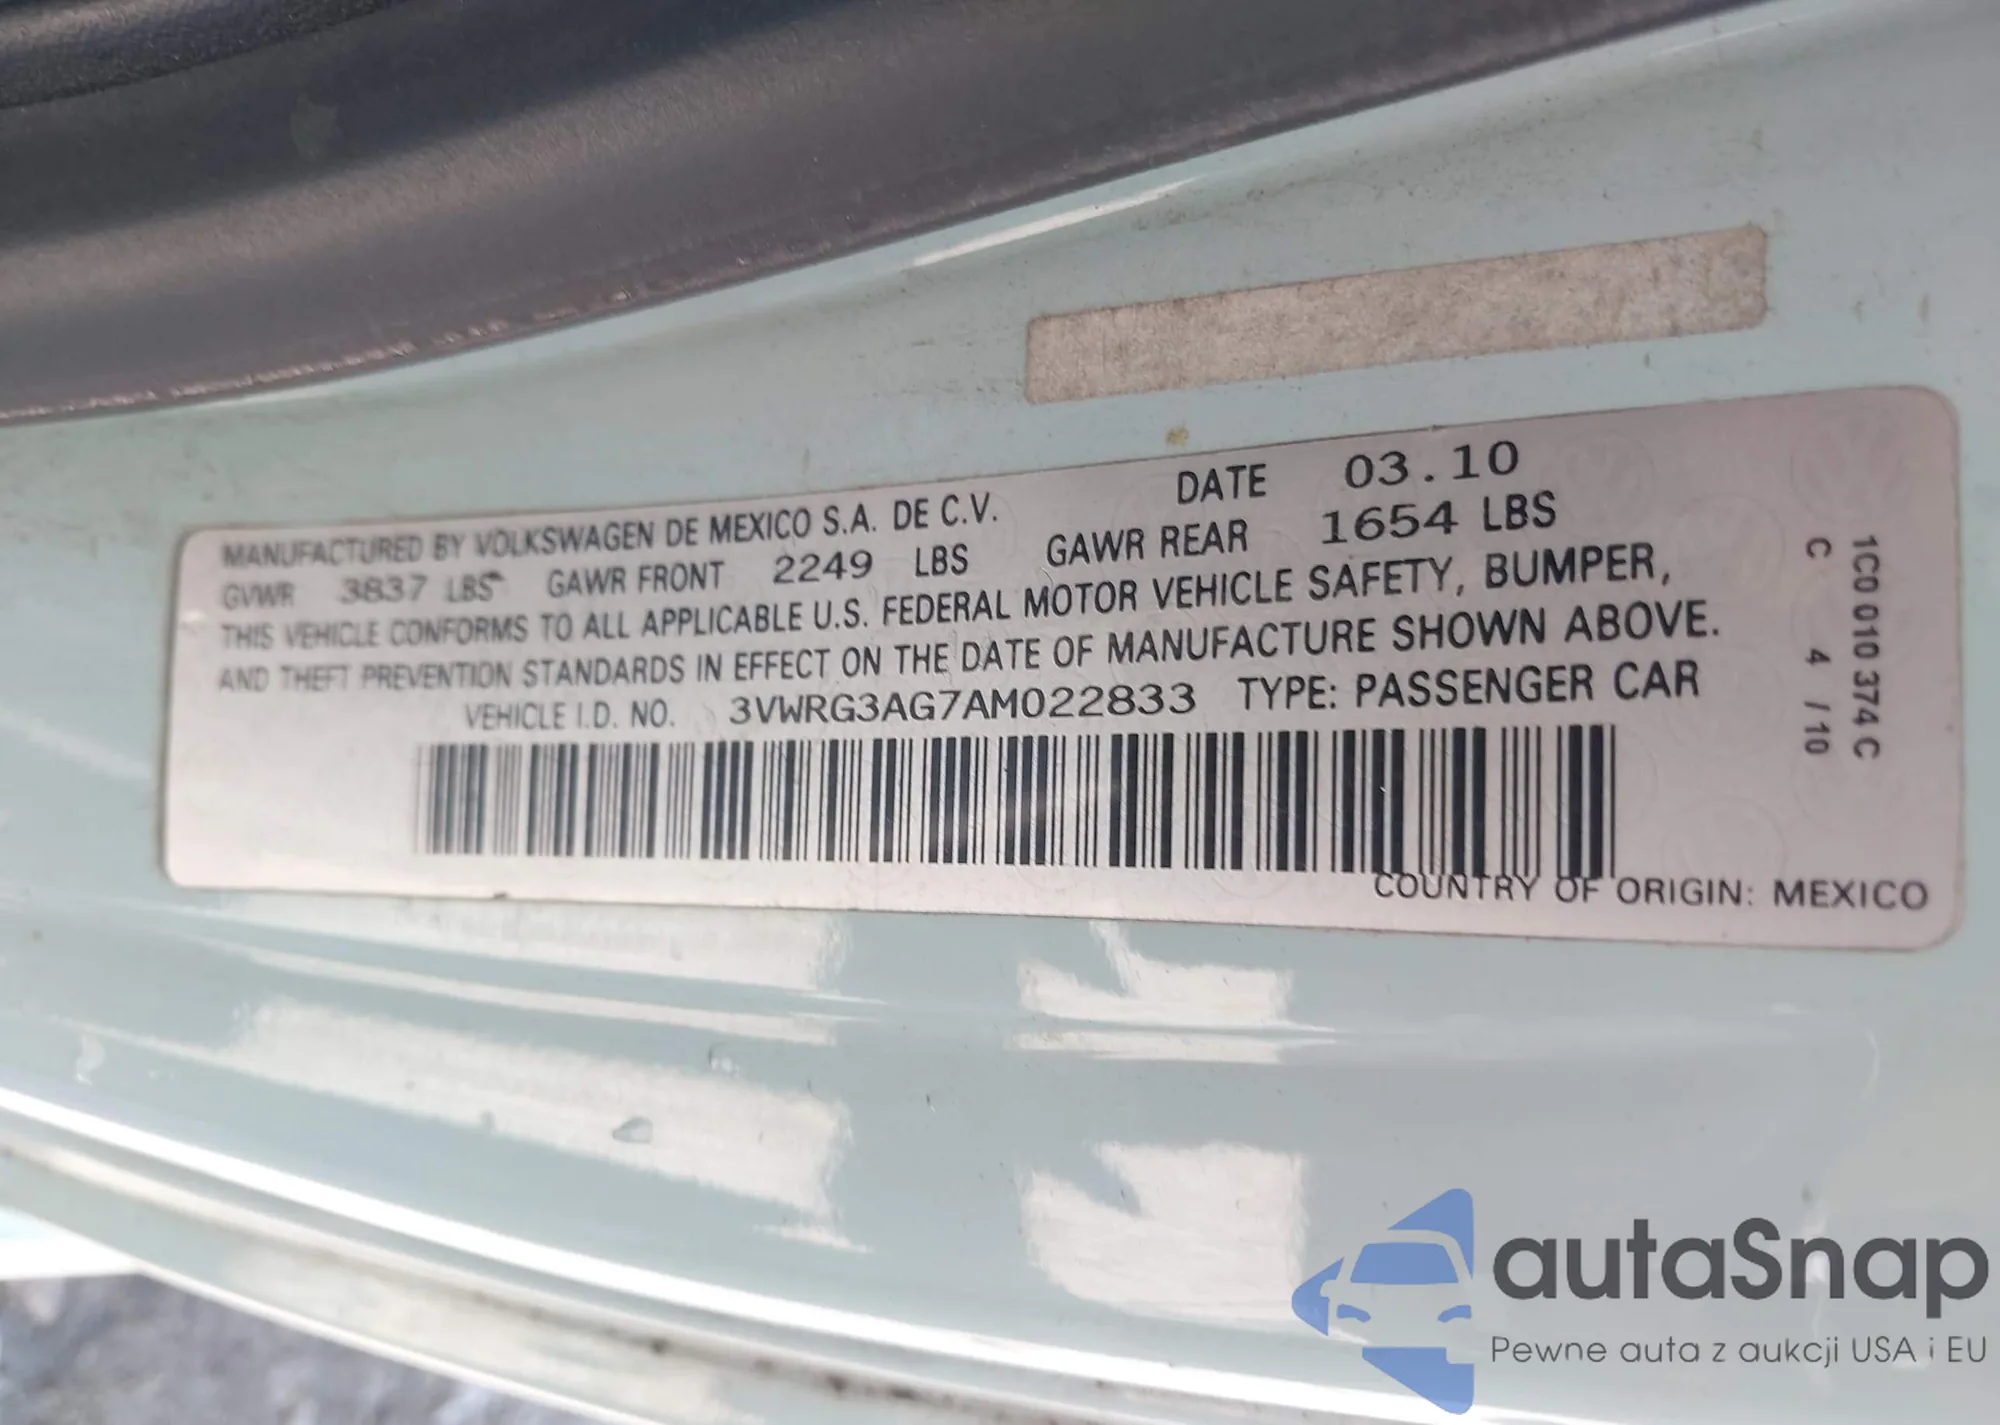 MANUFACTURED BY VOLKSWAGEN DE MEXICO S.A. DE C.V. DATE 03.10
GVWR 3837 LBS GAWR FRONT 2249 LBS GAWR REAR 1654 LBS
THIS VEHICLE CONFORMS TO ALL APPLICABLE U.S. FEDERAL MOTOR VEHICLE SAFETY, BUMPER,
AND THEFT PREVENTION STANDARDS IN EFFECT ON THE DATE OF MANUFACTURE SHOWN ABOVE.
VEHICLE I.D. NO. 3VWRG3AG7AM022833 TYPE: PASSENGER CAR
COUNTRY OF ORIGIN: MEXICO
1C0 010 374 C
C 4 /10
autaSnap
Pewne auta z aukcji USA i EU